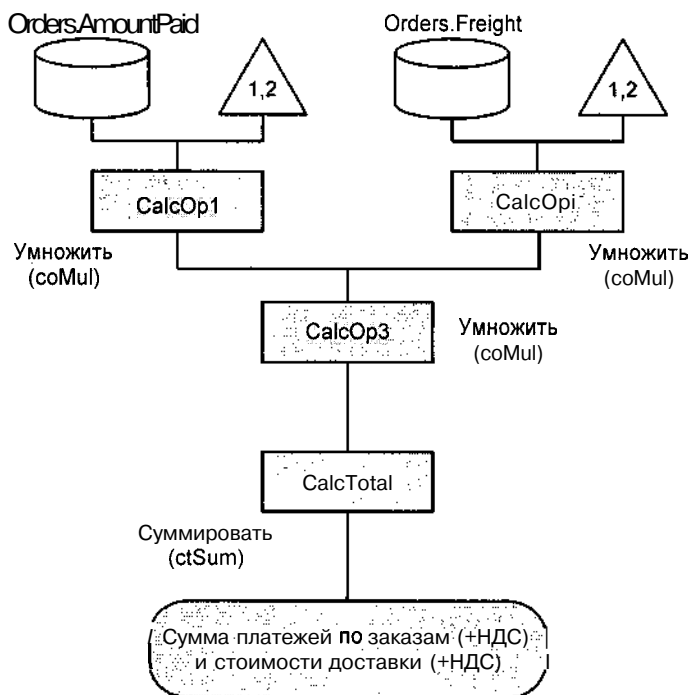 Orders.AmountPaid
Orders.Freight
1,2
1,2
CalcOp1
CalcOpi
Умножить
(coMul)
Умножить
(coMul)
CalcOp3
Умножить
(coMul)
CalcTotal
Суммировать
(ctSum)
Сумма платежей по заказам (+НДС)
и стоимости доставки (+НДС)